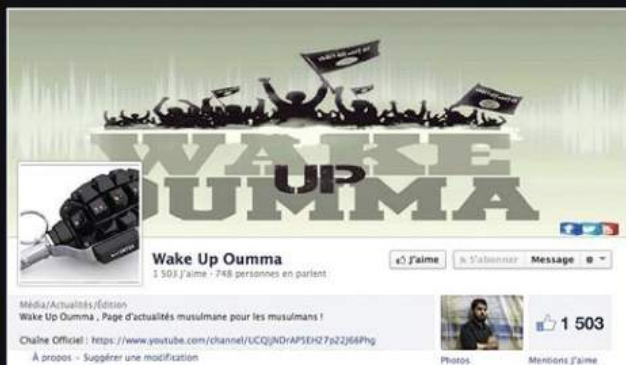 WAKE
UP
OUMMA
Wake Up Oumma
1 503 J'aime · 748 personnes en parlent
J'aime
S'abonner
Message
Média/Actualités/Édition
Wake Up Oumma , Page d'actualités musulmane pour les musulmans !
Chaîne Officiel : https://www.youtube.com/channel/UCQIJNDrAP5EH27p22J66Phg
À propos – Suggérer une modification
1 503
Photos
Mentions J'aime